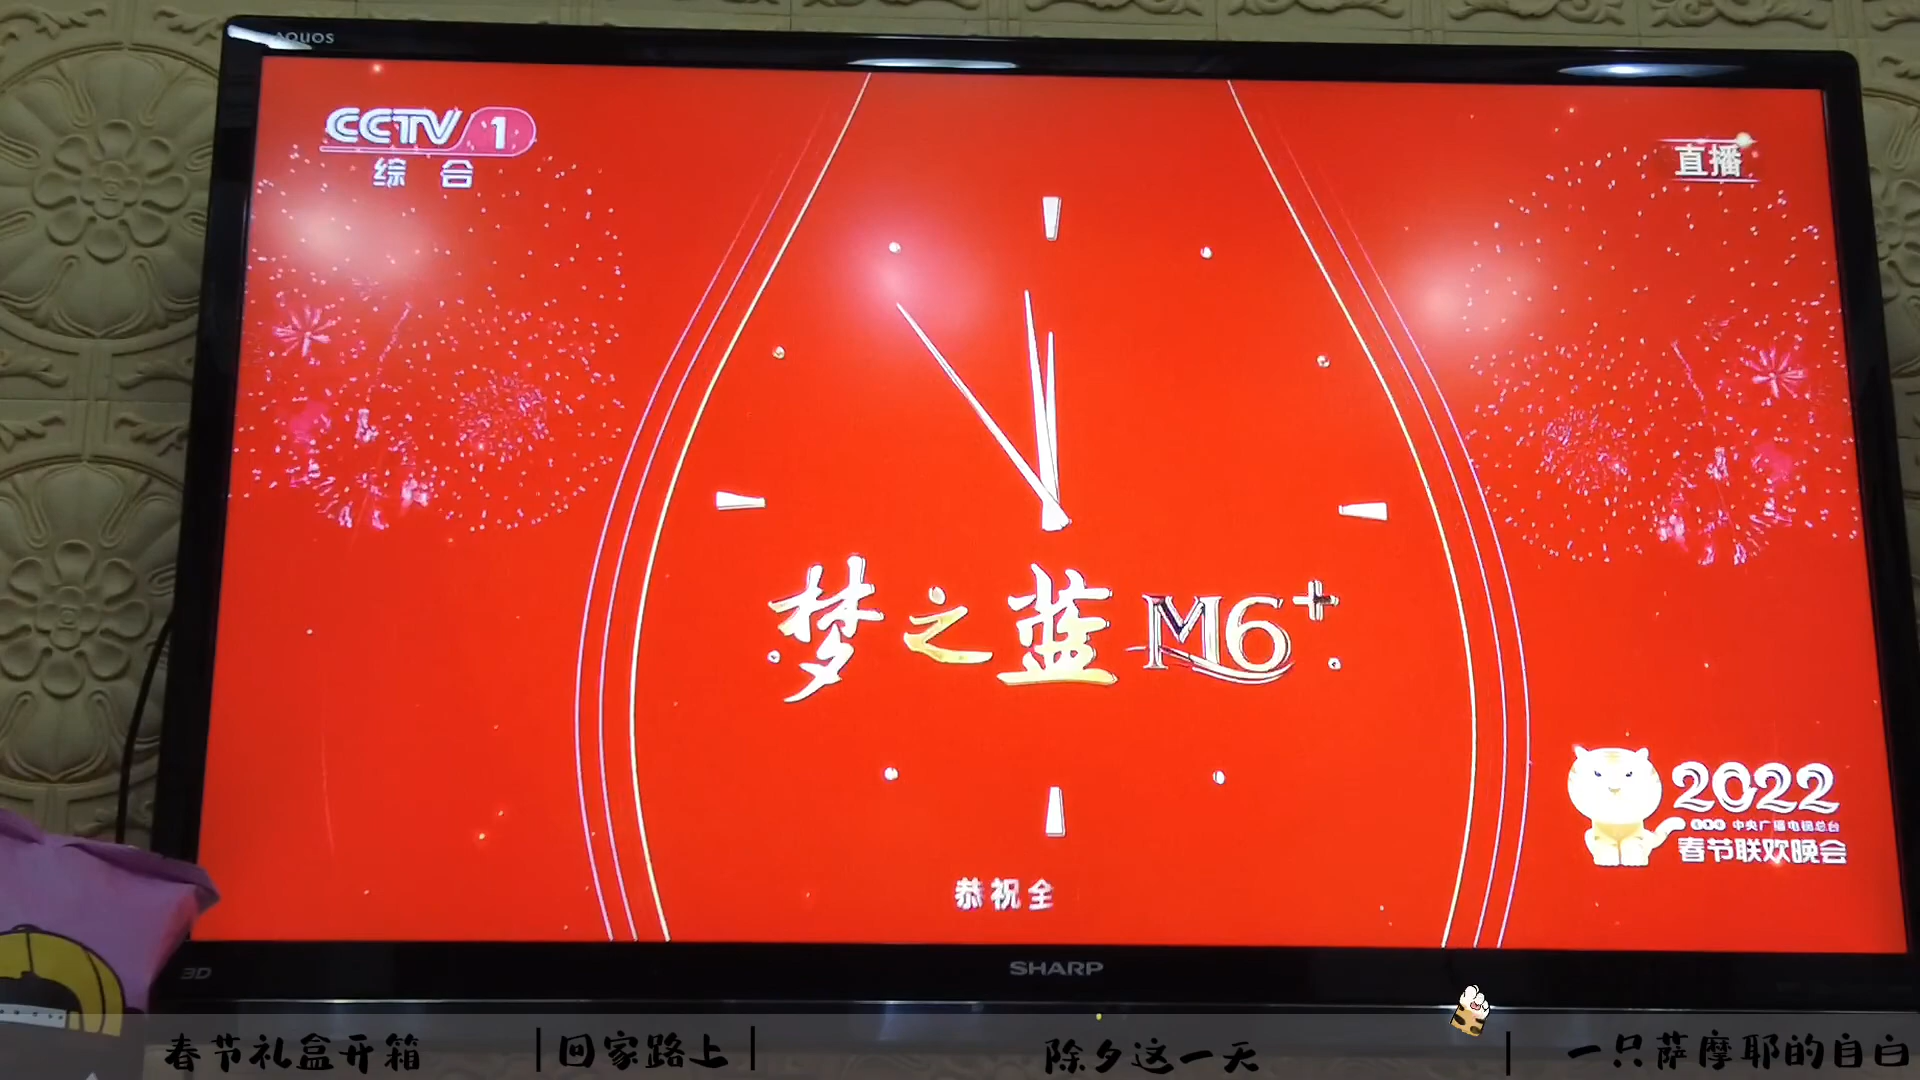 AQUOS
CCTV 1
综合
直播
梦之蓝 M6+
2022
中央广播电视总台
春节联欢晚会
恭祝全
3D
SHARP
春节礼盒开箱 | 回家路上 | 除夕这一天 | 一只萨摩耶的自白